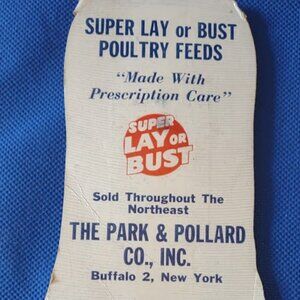 SUPER LAY or BUST
POULTRY FEEDS
"Made With
Prescription Care"
SUPER
LAY OR
BUST
Sold Throughout The
Northeast
THE PARK & POLLARD
CO., INC.
Buffalo 2, New York